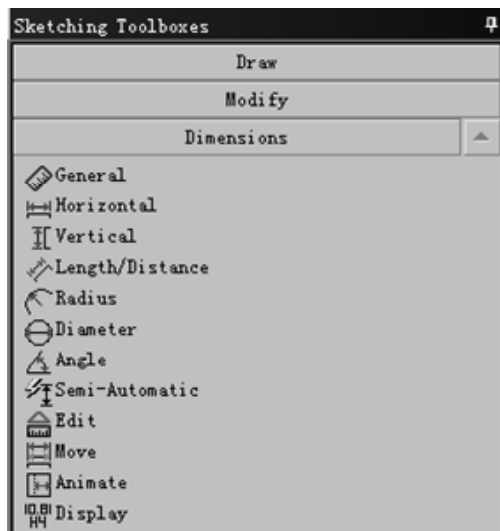 Sketching Toolboxes
Draw
Modify
Dimensions
General
Horizontal
Vertical
Length/Distance
Radius
Diameter
Angle
Semi-Automatic
Edit
Move
Animate
Display